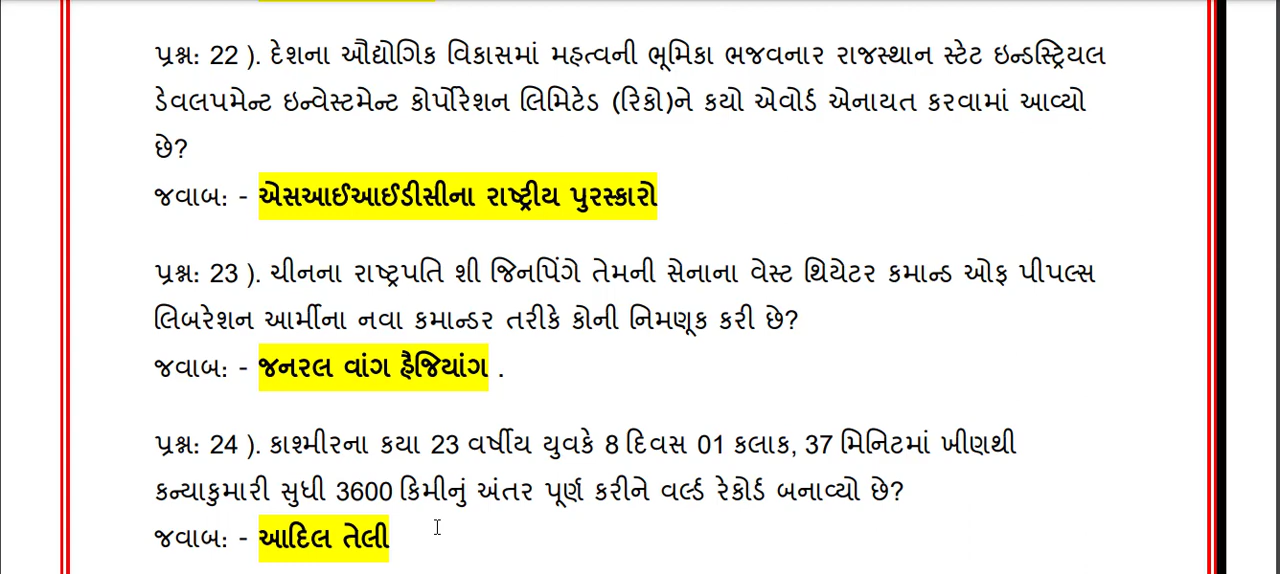 પ્રશ્ન: 22 ). દેશના ઔદ્યોગિક વિકાસમાં મહત્વની ભૂમિકા ભજવનાર રાજસ્થાન સ્ટેટ ઇન્ડસ્ટ્રિયલ
ડેવલપમેન્ટ ઇન્વેસ્ટમેન્ટ કોર્પોરેશન લિમિટેડ (રિકો)ને કયો એવોર્ડ એનાયત કરવામાં આવ્યો
છે?
જવાબ: - એસઆઈઆઈડીસીના રાષ્ટ્રીય પુરસ્કારો
પ્રશ્ન: 23 ). ચીનના રાષ્ટ્રપતિ શી જિનપિંગે તેમની સેનાના વેસ્ટ થિયેટર કમાન્ડ ઓફ પીપલ્સ
લિબરેશન આર્મીના નવા કમાન્ડર તરીકે કોની નિમણૂક કરી છે?
જવાબ: - જનરલ વાંગ હૈજિયાંગ .
પ્રશ્ન: 24 ). કાશ્મીરના કયા 23 વર્ષીય યુવકે 8 દિવસ 01 કલાક, 37 મિનિટમાં ખીણથી
કન્યાકુમારી સુધી 3600 કિમીનું અંતર પૂર્ણ કરીને વર્લ્ડ રેકોર્ડ બનાવ્યો છે?
જવાબ: - આદિલ તેલી